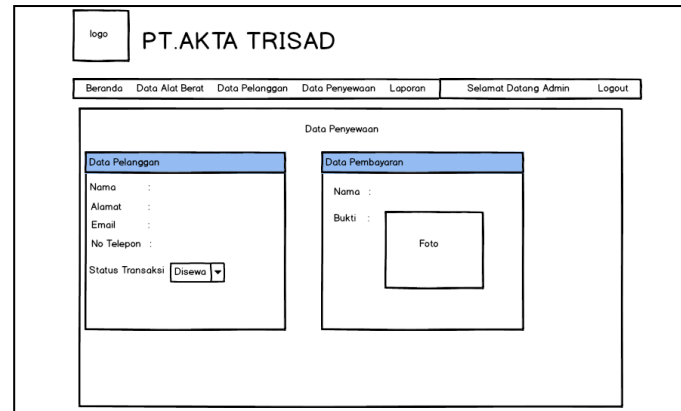 logo
PT.AKTA TRISAD
Beranda Data Alat Berat Data Pelanggan Data Penyewaan Laporan Selamat Datang Admin Logout
Data Penyewaan
Data Pelanggan
Nama :
Alamat :
Email :
No Telepon :
Status Transaksi Disewa
Data Pembayaran
Nama :
Bukti :
Foto